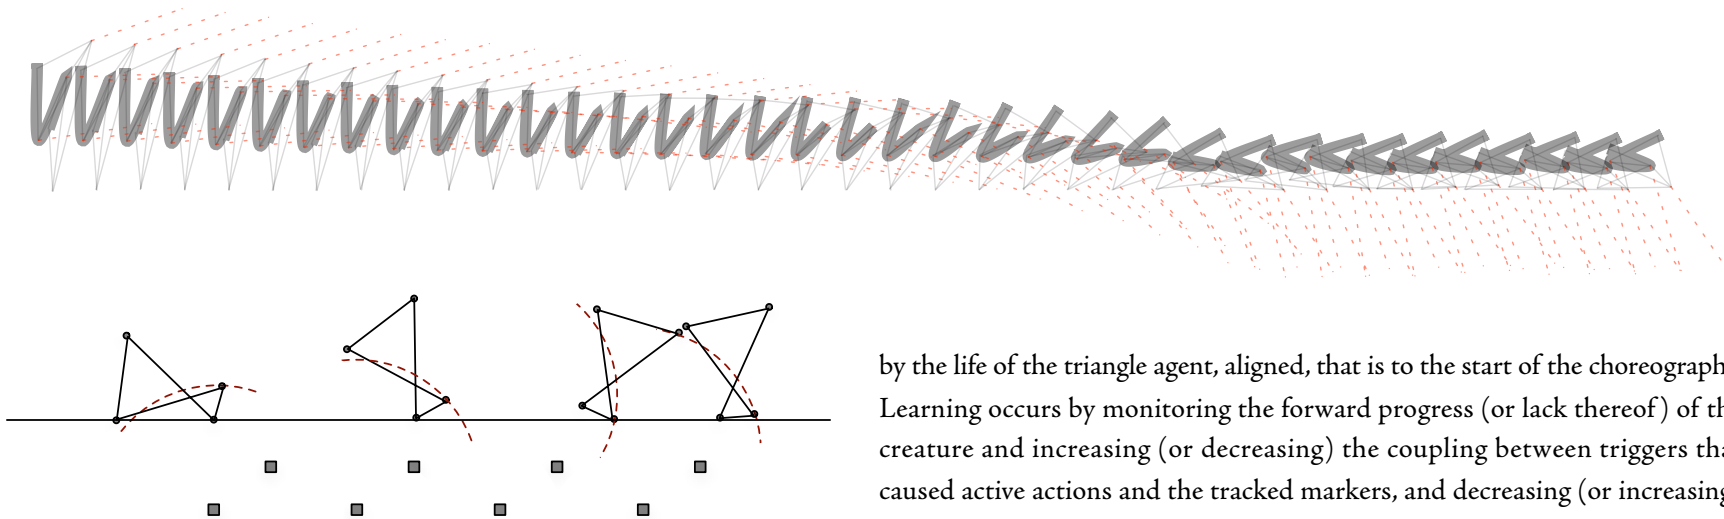 by the life of the triangle agent, aligned, that is to the start of the choreograph
Learning occurs by monitoring the forward progress (or lack thereof) of th
creature and increasing (or decreasing) the coupling between triggers tha
caused active actions and the tracked markers, and decreasing (or increasing